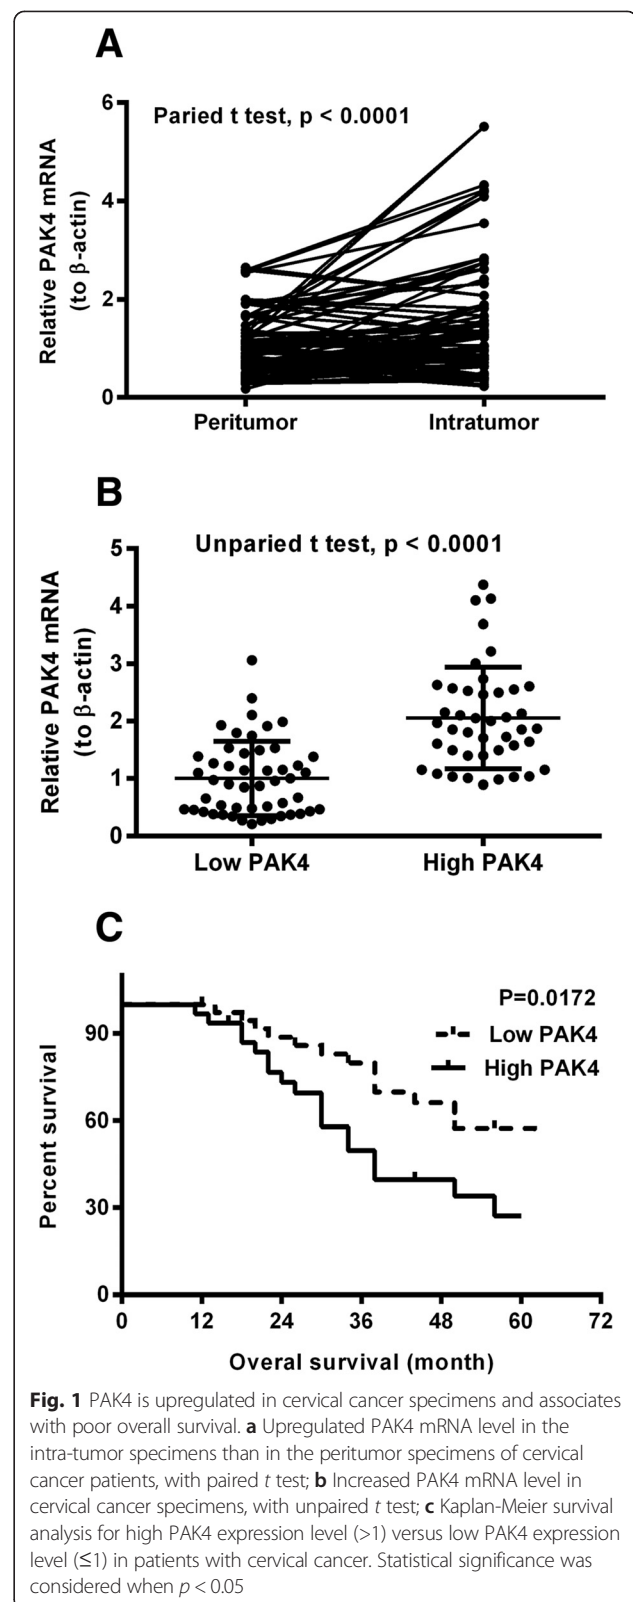 A
6
Paried t test, p < 0.0001
4
2
0
Relative PAK4 mRNA
(to β-actin)
Peritumor Intratumor
B
5
Unparied t test, p < 0.0001
4
3
2
1
0
Relative PAK4 mRNA
(to β-actin)
Low PAK4 High PAK4
C
P=0.0172
Low PAK4
High PAK4
90
60
30
0
Percent survival
0 12 24 36 48 60 72
Overal survival (month)
Fig. 1 PAK4 is upregulated in cervical cancer specimens and associates
with poor overall survival. a Upregulated PAK4 mRNA level in the
intra-tumor specimens than in the peritumor specimens of cervical
cancer patients, with paired t test; b Increased PAK4 mRNA level in
cervical cancer specimens, with unpaired t test; c Kaplan-Meier survival
analysis for high PAK4 expression level (>1) versus low PAK4 expression
level (≤1) in patients with cervical cancer. Statistical significance was
considered when p < 0.05